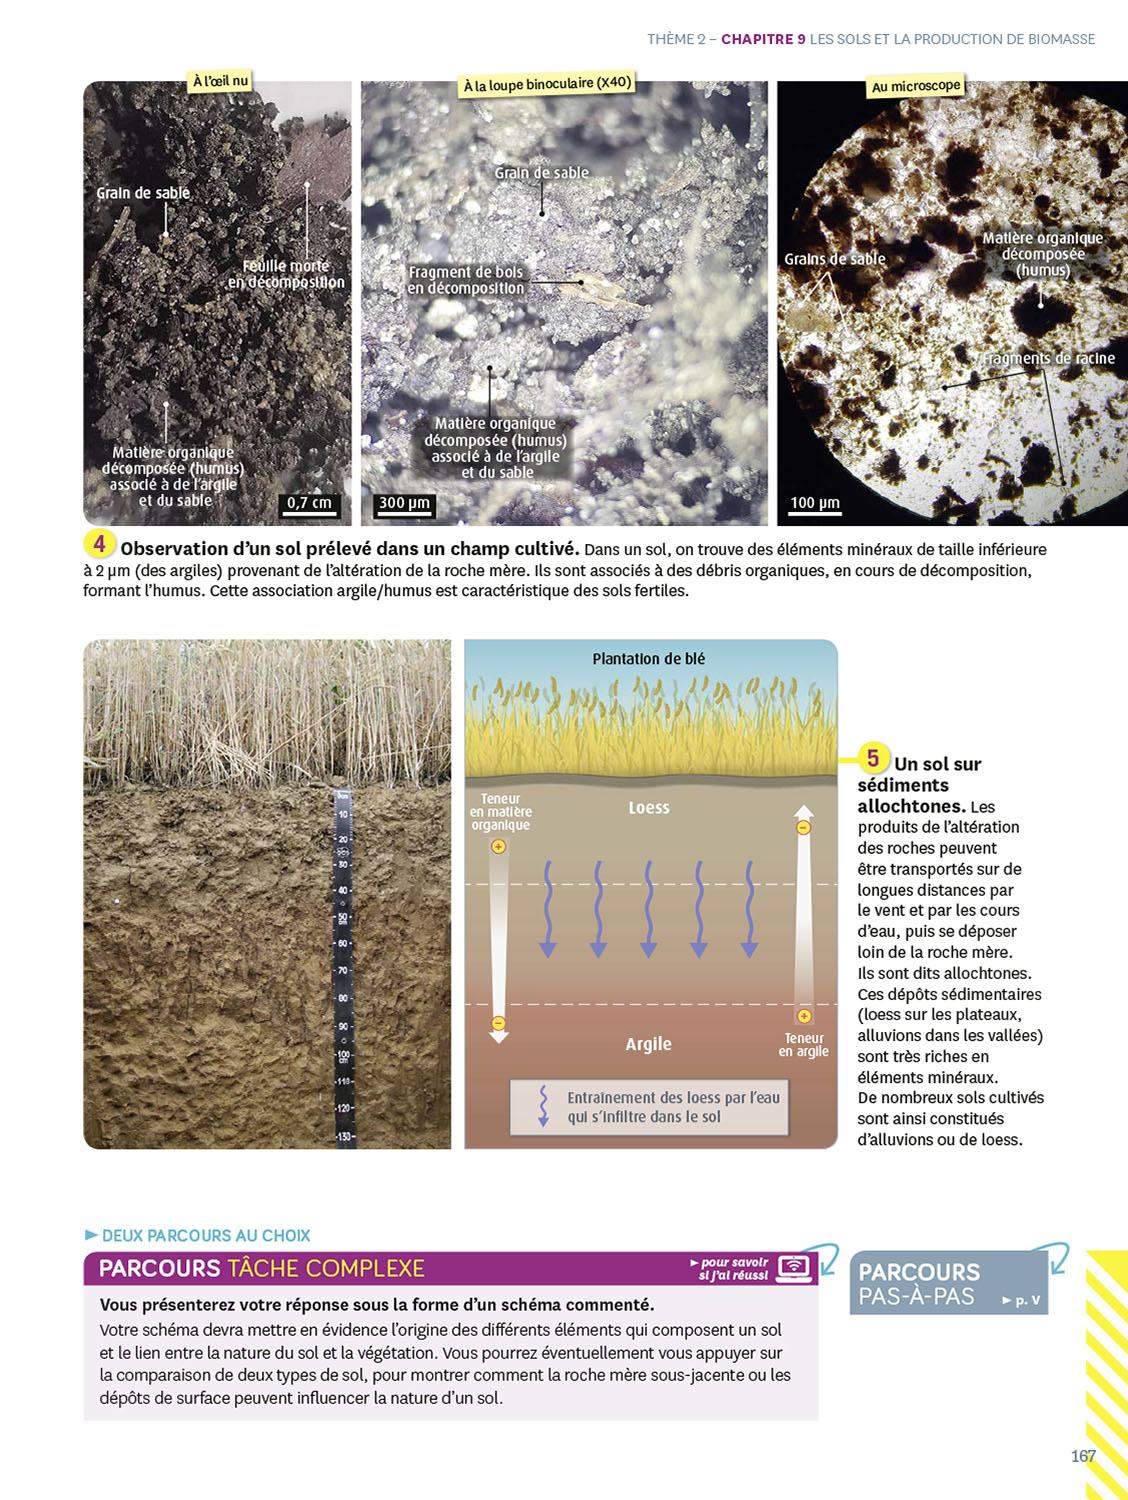 THÈME 2 – CHAPITRE 9 LES SOLS ET LA PRODUCTION DE BIOMASSE
À l'œil nu
Grain de sable
Feuille morte
en décomposition
Matière organique
décomposée (humus)
associé à de l'argile
et du sable
0,7 cm
À la loupe binoculaire (X40)
Grain de sable
Fragment de bois
en décomposition
Matière organique
décomposée (humus)
associé à de l'argile
et du sable
300 µm
Au microscope
Grains de sable
Matière organique
décomposée
(humus)
Fragments de racine
100 µm
4 Observation d'un sol prélevé dans un champ cultivé. Dans un sol, on trouve des éléments minéraux de taille inférieure
à 2 µm (des argiles) provenant de l'altération de la roche mère. Ils sont associés à des débris organiques, en cours de décomposition,
formant l'humus. Cette association argile/humus est caractéristique des sols fertiles.
10
20
30
40
50
60
70
80
90
100
cm
110
120
130
Plantation de blé
Teneur
en matière
organique
+
-
Loess
Argile
-
+
Teneur
en argile
Entraînement des loess par l'eau
qui s'infiltre dans le sol
5 Un sol sur
sédiments
allochtones. Les
produits de l'altération
des roches peuvent
être transportés sur de
longues distances par
le vent et par les cours
d'eau, puis se déposer
loin de la roche mère.
Ils sont dits allochtones.
Ces dépôts sédimentaires
(loess sur les plateaux,
alluvions dans les vallées)
sont très riches en
éléments minéraux.
De nombreux sols cultivés
sont ainsi constitués
d'alluvions ou de loess.
► DEUX PARCOURS AU CHOIX
PARCOURS TÂCHE COMPLEXE
► pour savoir
si j'ai réussi
Vous présenterez votre réponse sous la forme d'un schéma commenté.
Votre schéma devra mettre en évidence l'origine des différents éléments qui composent un sol
et le lien entre la nature du sol et la végétation. Vous pourrez éventuellement vous appuyer sur
la comparaison de deux types de sol, pour montrer comment la roche mère sous-jacente ou les
dépôts de surface peuvent influencer la nature d'un sol.
PARCOURS
PAS-À-PAS ► p. V
167